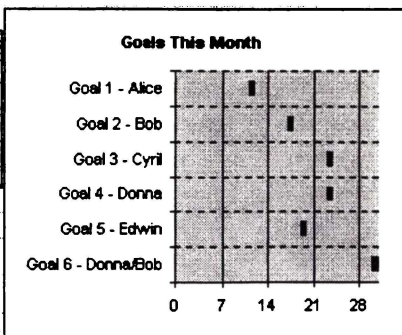 Goals This Month
Goal 1 - Alice
Goal 2 - Bob
Goal 3 - Cyril
Goal 4 - Donna
Goal 5 - Edwin
Goal 6 - Donna/Bob
0 7 14 21 28